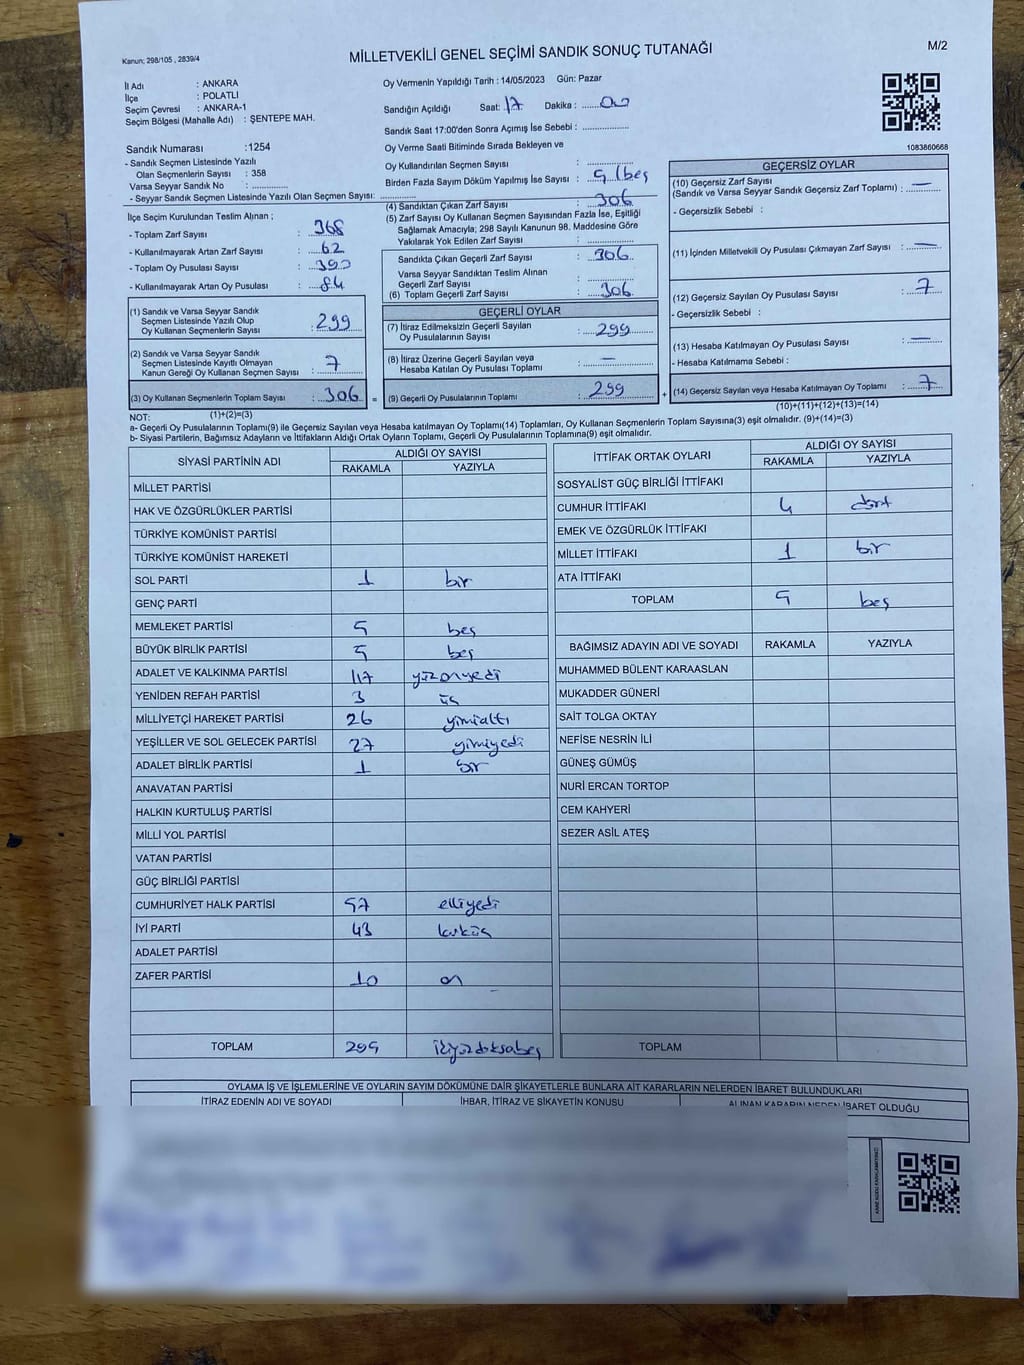 Kanun; 298/105 , 2839/4
MİLLETVEKİLİ GENEL SEÇİMİ SANDIK SONUÇ TUTANAĞI
M/2
İl Adı : ANKARA
İlçe : POLATLI
Seçim Çevresi : ANKARA-1
Seçim Bölgesi (Mahalle Adı) : ŞENTEPE MAH.
Sandık Numarası :1254
- Sandık Seçmen Listesinde Yazılı
Olan Seçmenlerin Sayısı : 358
Varsa Seyyar Sandık No : ..............
- Seyyar Sandık Seçmen Listesinde Yazılı Olan Seçmen Sayısı: ..............
Oy Vermenin Yapıldığı Tarih : 14/05/2023 Gün: Pazar
Sandığın Açıldığı Saat: 17 Dakika : 00
Sandık Saat 17:00'den Sonra Açımış İse Sebebi : ..................
Oy Verme Saati Bitiminde Sırada Bekleyen ve
Oy Kullandırılan Seçmen Sayısı : ..................
Birden Fazla Sayım Döküm Yapılmış İse Sayısı : 5 (beş
1083860668
İlçe Seçim Kurulundan Teslim Alınan ;
- Toplam Zarf Sayısı : 368
- Kullanılmayarak Artan Zarf Sayısı : 62
- Toplam Oy Pusulası Sayısı : 390
- Kullanılmayarak Artan Oy Pusulası : 84
(1) Sandık ve Varsa Seyyar Sandık
Seçmen Listesinde Yazılı Olup
Oy Kullanan Seçmenlerin Sayısı : 299
(2) Sandık ve Varsa Seyyar Sandık
Seçmen Listesinde Kayıtlı Olmayan
Kanun Gereği Oy Kullanan Seçmen Sayısı : 7
(3) Oy Kullanan Seçmenlerin Toplam Sayısı : 306 =
(1)+(2)=(3)
(4) Sandıktan Çıkan Zarf Sayısı : 306
(5) Zarf Sayısı Oy Kullanan Seçmen Sayısından Fazla İse, Eşitliği
Sağlamak Amacıyla, 298 Sayılı Kanunun 98. Maddesine Göre
Yakılarak Yok Edilen Zarf Sayısı : ..................
Sandıkta Çıkan Geçerli Zarf Sayısı : 306
Varsa Seyyar Sandıktan Teslim Alınan
Geçerli Zarf Sayısı : ..................
(6) Toplam Geçerli Zarf Sayısı : 306
GEÇERLİ OYLAR
(7) İtiraz Edilmeksizin Geçerli Sayılan
Oy Pusulalarının Sayısı : 299
(8) İtiraz Üzerine Geçerli Sayılan veya
Hesaba Katılan Oy Pusulası Toplamı : —
(9) Geçerli Oy Pusulalarının Toplamı : 299 +
GEÇERSİZ OYLAR
(10) Geçersiz Zarf Sayısı
(Sandık ve Varsa Seyyar Sandık Geçersiz Zarf Toplamı) : —
- Geçersizlik Sebebi :
(11) İçinden Milletvekili Oy Pusulası Çıkmayan Zarf Sayısı : —
(12) Geçersiz Sayılan Oy Pusulası Sayısı : 7
- Geçersizlik Sebebi :
(13) Hesaba Katılmayan Oy Pusulası Sayısı : —
- Hesaba Katılmama Sebebi :
(14) Geçersiz Sayılan veya Hesaba Katılmayan Oy Toplamı : 7
(10)+(11)+(12)+(13)=(14)
NOT:
a- Geçerli Oy Pusulalarının Toplamı(9) ile Geçersiz Sayılan veya Hesaba katılmayan Oy Toplamı(14) Toplamları, Oy Kullanan Seçmenlerin Toplam Sayısına(3) eşit olmalıdır. (9)+(14)=(3)
b- Siyasi Partilerin, Bağımsız Adayların ve İttifakların Aldığı Ortak Oyların Toplamı, Geçerli Oy Pusulalarının Toplamına(9) eşit olmalıdır.
SİYASİ PARTİNİN ADI ALDIĞI OY SAYISI
RAKAMLA YAZIYLA
MİLLET PARTİSİ
HAK VE ÖZGÜRLÜKLER PARTİSİ
TÜRKİYE KOMÜNİST PARTİSİ
TÜRKİYE KOMÜNİST HAREKETİ
SOL PARTİ 1 bir
GENÇ PARTİ
MEMLEKET PARTİSİ 5 beş
BÜYÜK BİRLİK PARTİSİ 5 beş
ADALET VE KALKINMA PARTİSİ 117 yüzonyedi
YENİDEN REFAH PARTİSİ 3 üç
MİLLİYETÇİ HAREKET PARTİSİ 26 yimialtı
YEŞİLLER VE SOL GELECEK PARTİSİ 27 yimiyedi
ADALET BİRLİK PARTİSİ 1 bir
ANAVATAN PARTİSİ
HALKIN KURTULUŞ PARTİSİ
MİLLİ YOL PARTİSİ
VATAN PARTİSİ
GÜÇ BİRLİĞİ PARTİSİ
CUMHURİYET HALK PARTİSİ 57 elliyedi
İYİ PARTİ 43 kırküç
ADALET PARTİSİ
ZAFER PARTİSİ 10 on
TOPLAM 295 ikiyüzdoksabeş
İTTİFAK ORTAK OYLARI ALDIĞI OY SAYISI
RAKAMLA YAZIYLA
SOSYALİST GÜÇ BİRLİĞİ İTTİFAKI
CUMHUR İTTİFAKI 4 dört
EMEK VE ÖZGÜRLÜK İTTİFAKI
MİLLET İTTİFAKI 1 bir
ATA İTTİFAKI
TOPLAM 5 beş
BAĞIMSIZ ADAYIN ADI VE SOYADI RAKAMLA YAZIYLA
MUHAMMED BÜLENT KARAASLAN
MUKADDER GÜNERİ
SAİT TOLGA OKTAY
NEFİSE NESRİN İLİ
GÜNEŞ GÜMÜŞ
NURİ ERCAN TORTOP
CEM KAHYERİ
SEZER ASİL ATEŞ
TOPLAM
OYLAMA İŞ VE İŞLEMLERİNE VE OYLARIN SAYIM DÖKÜMÜNE DAİR ŞİKAYETLERLE BUNLARA AİT KARARLARIN NELERDEN İBARET BULUNDUKLARI
İTİRAZ EDENİN ADI VE SOYADI İHBAR, İTİRAZ VE ŞİKAYETİN KONUSU ALINAN KARARIN NEDEN İBARET OLDUĞU